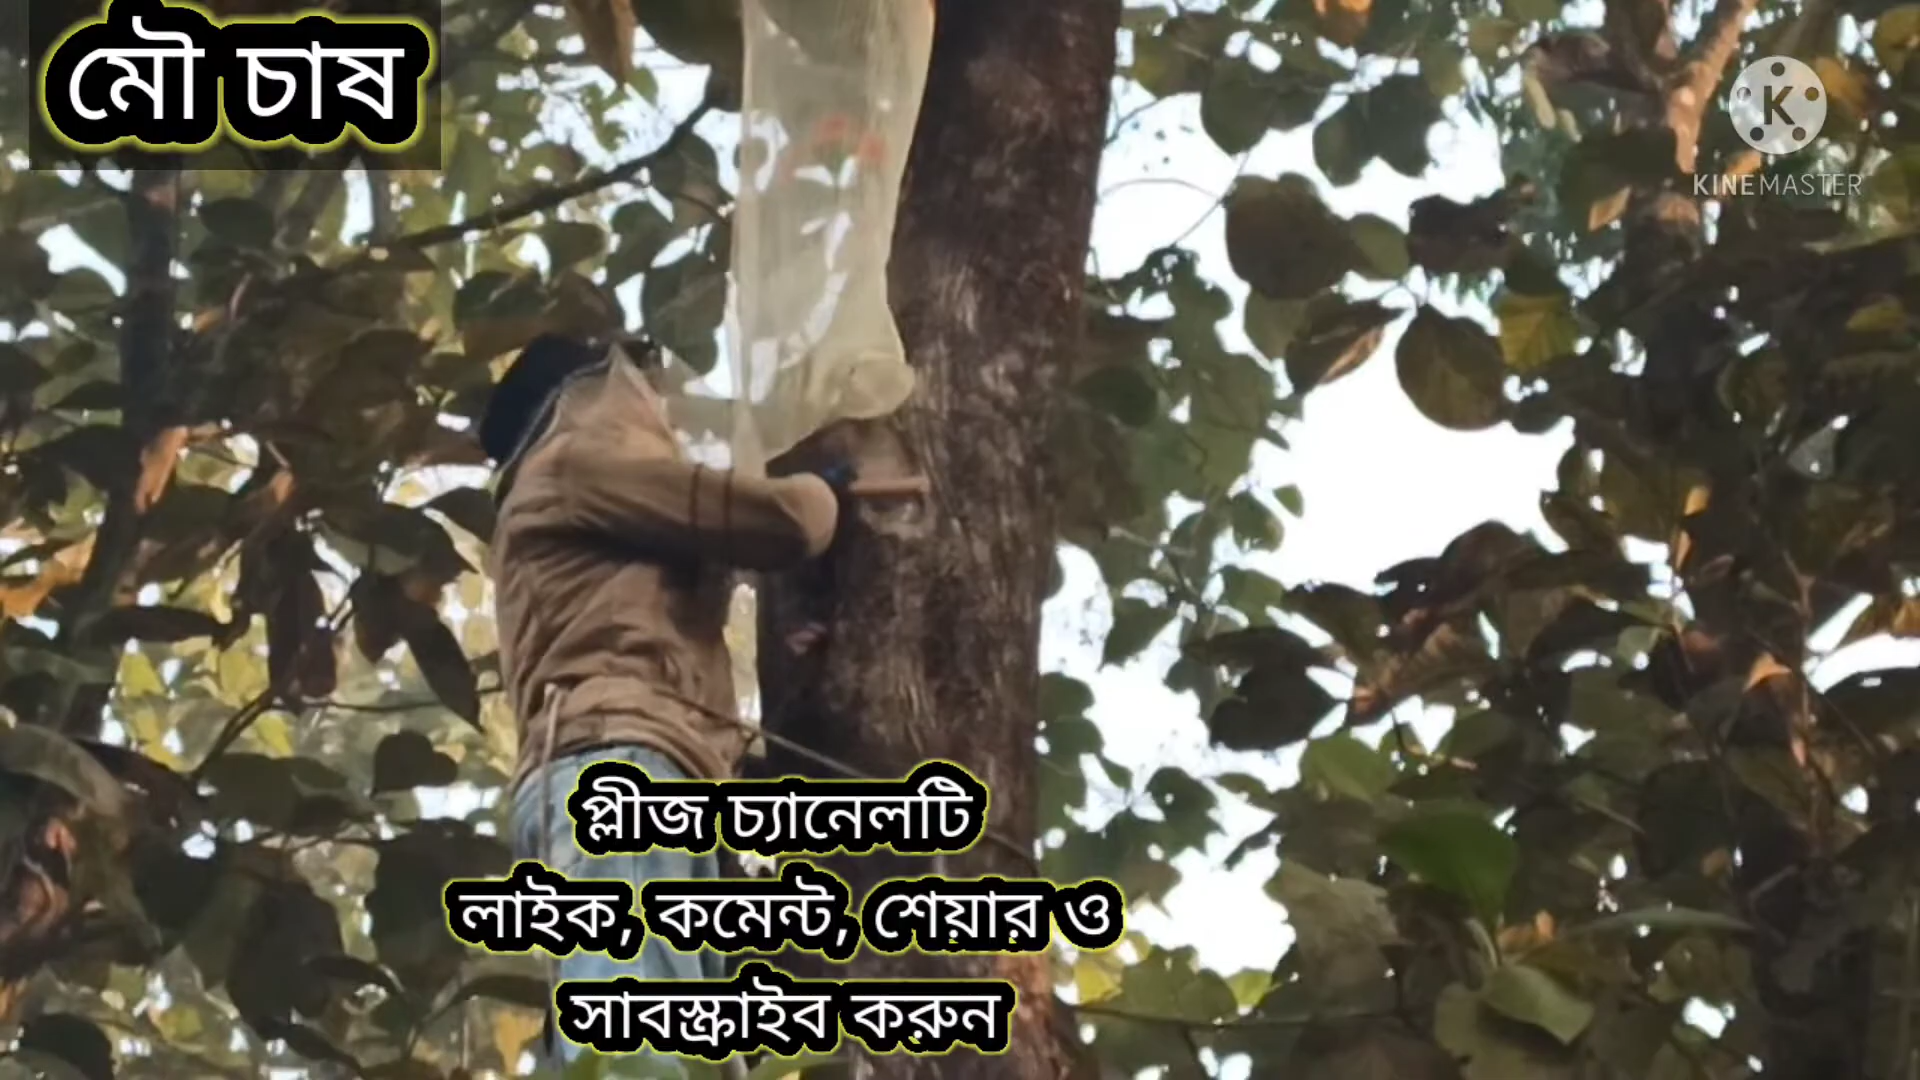 মৌ চাষ
KINEMASTER
প্লীজ চ্যানেলটি
লাইক, কমেন্ট, শেয়ার ও
সাবস্ক্রাইব করুন